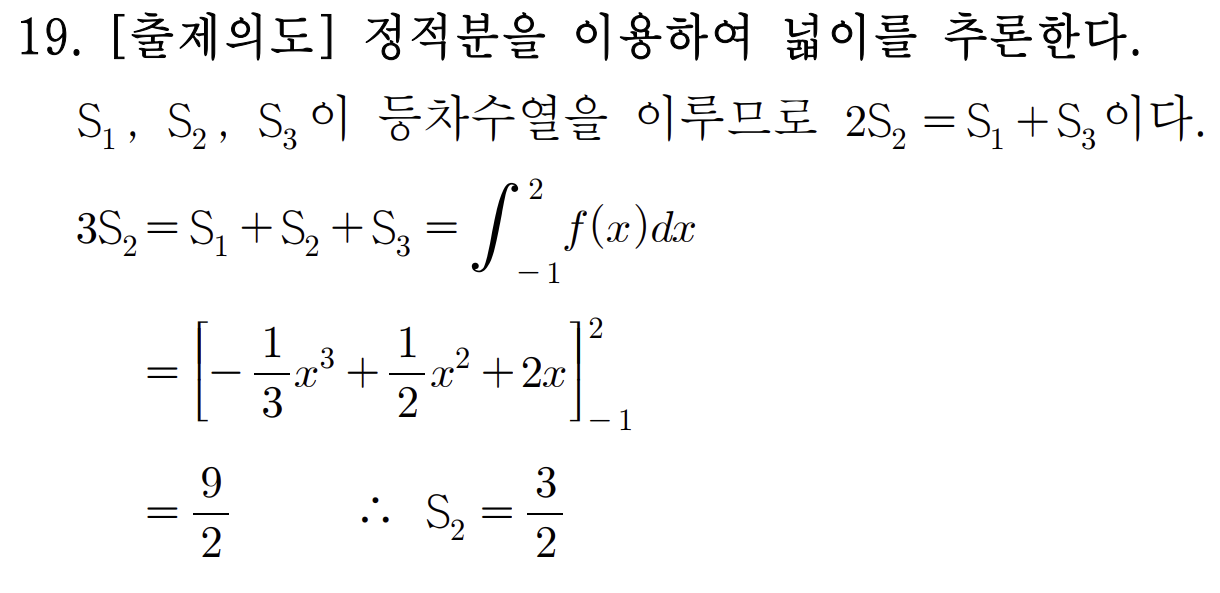 19. [출제의도] 정적분을 이용하여 넓이를 추론한다.
S₁, S₂, S₃이 등차수열을 이루므로 2S₂ = S₁ + S₃이다.
3S₂ = S₁ + S₂ + S₃ = ∫₋₁² f(x)dx
= [−(1/3)x³ + (1/2)x² + 2x]₋₁²
= 9/2 ∴ S₂ = 3/2